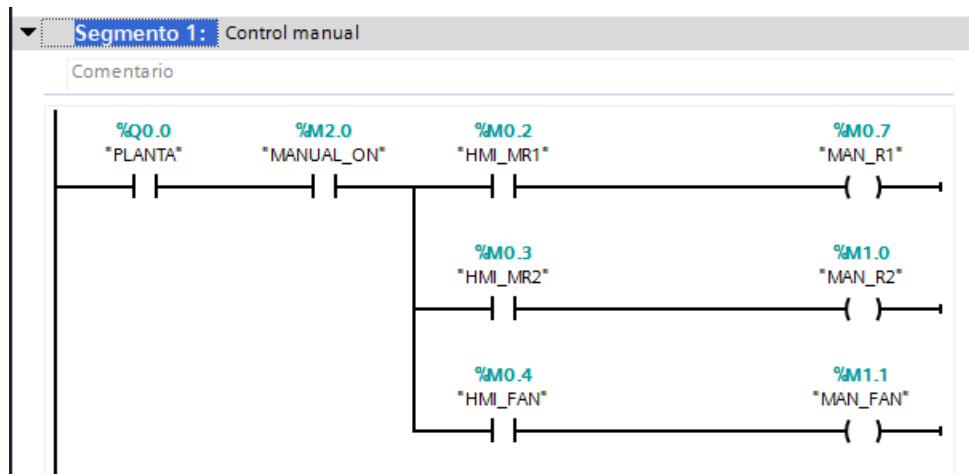 Segmento 1: Control manual
Comentario
%Q0.0 %M2.0 %M0.2 %M0.7
"PLANTA" "MANUAL_ON" "HMI_MR1" "MAN_R1"
%M0.3 %M1.0
"HMI_MR2" "MAN_R2"
%M0.4 %M1.1
"HMI_FAN" "MAN_FAN"